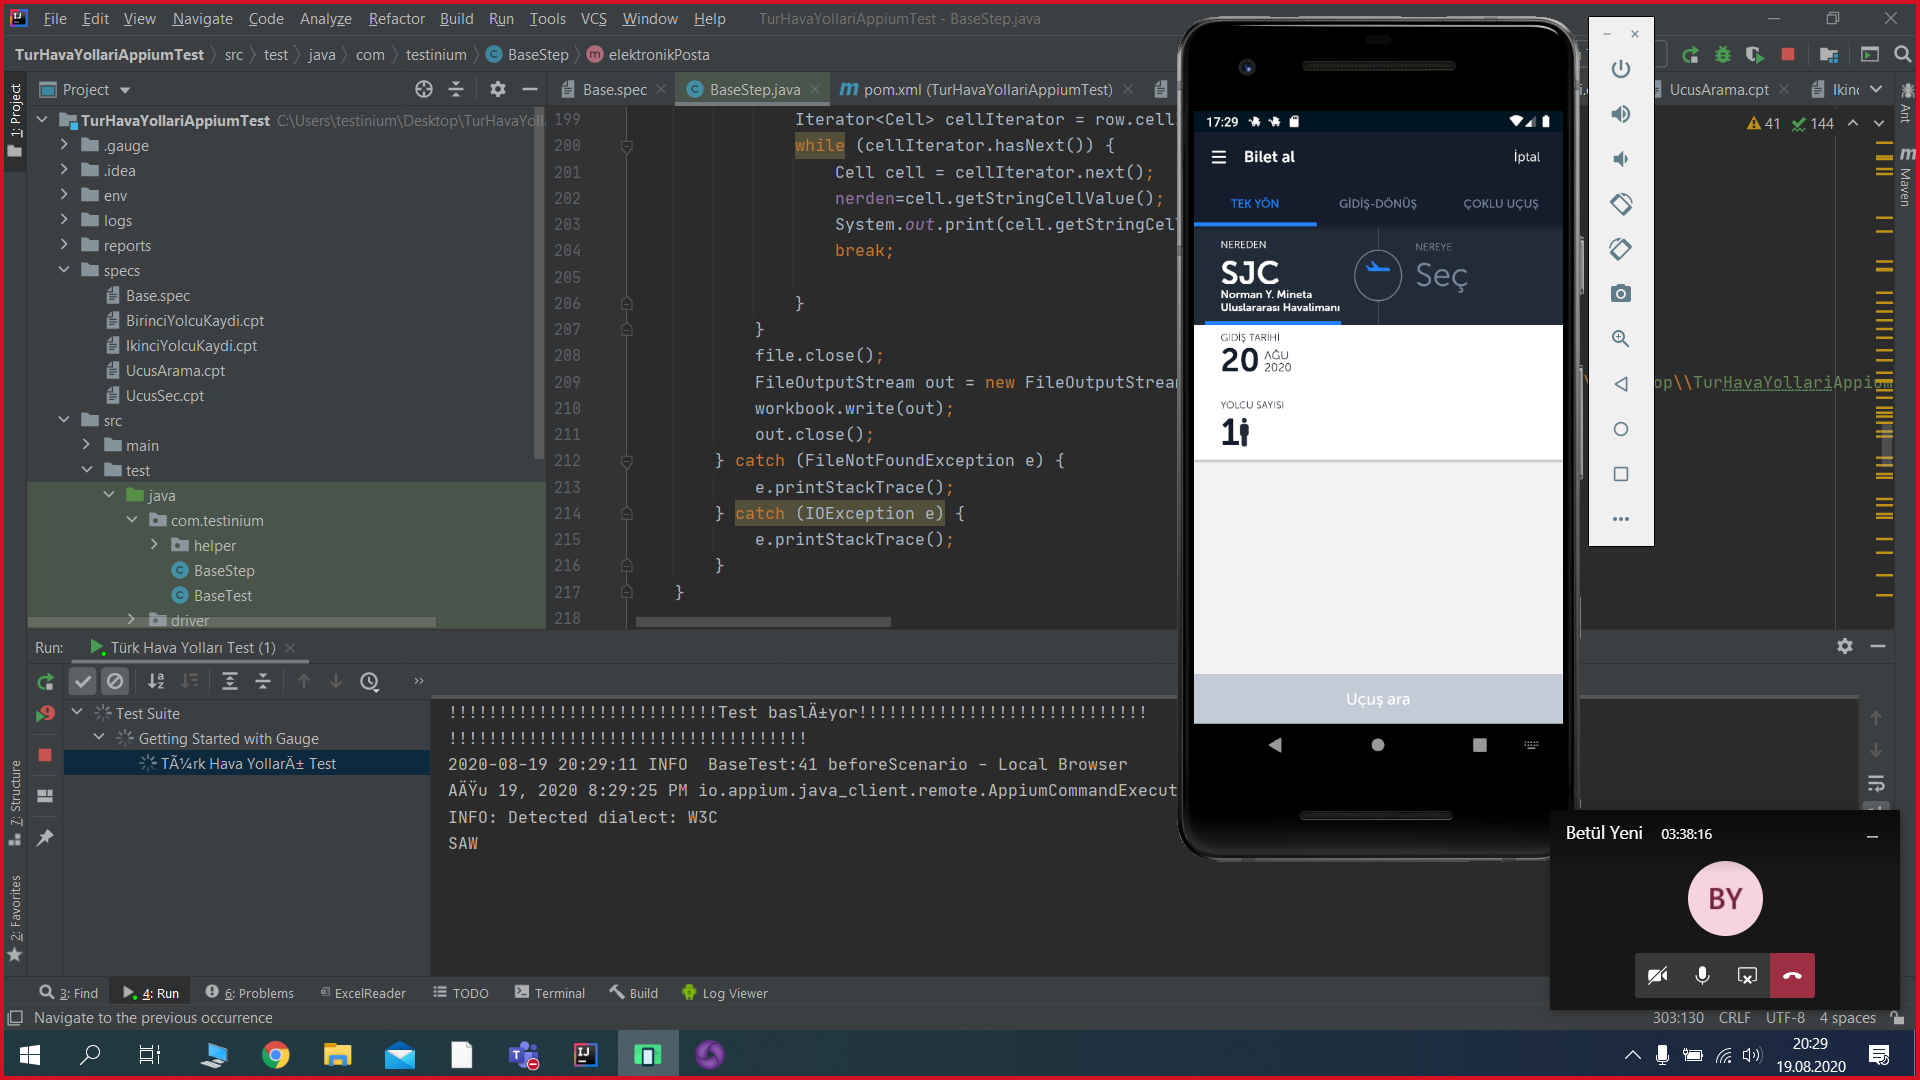 File Edit View Navigate Code Analyze Refactor Build Run Tools VCS Window Help TurHavaYollariAppiumTest - BaseStep.java
TurHavaYollariAppiumTest src test java com testinium BaseStep elektronikPosta
Project
Base.spec BaseStep.java pom.xml (TurHavaYollariAppiumTest) UcusArama.cpt Ikinc
1: Project
TurHavaYollariAppiumTest C:\Users\testinium\Desktop\TurHavaYoll
.gauge
.idea
env
logs
reports
specs
Base.spec
BirinciYolcuKaydi.cpt
IkinciYolcuKaydi.cpt
UcusArama.cpt
UcusSec.cpt
src
main
test
java
com.testinium
helper
BaseStep
BaseTest
driver
199 Iterator<Cell> cellIterator = row.cell
200 while (cellIterator.hasNext()) {
201 Cell cell = cellIterator.next();
202 nerden=cell.getStringCellValue();
203 System.out.print(cell.getStringCel
204 break;
205
206 }
207 }
208 file.close();
209 FileOutputStream out = new FileOutputStream op\\TurHavaYollariAppium
210 workbook.write(out);
211 out.close();
212 } catch (FileNotFoundException e) {
213 e.printStackTrace();
214 } catch (IOException e) {
215 e.printStackTrace();
216 }
217 }
218
41 144
Ant
Maven
17:29
Bilet al İptal
TEK YÖN GİDİŞ-DÖNÜŞ ÇOKLU UÇUŞ
NEREDEN NEREYE
SJC Seç
Norman Y. Mineta
Uluslararası Havalimanı
GİDİŞ TARİHİ
20 AĞU
2020
YOLCU SAYISI
1
Uçuş ara
Run: Türk Hava Yolları Test (1)
Test Suite
Getting Started with Gauge
TÃ¼rk Hava YollarÄ± Test
!!!!!!!!!!!!!!!!!!!!!!!!!!!Test baslÄ±yor!!!!!!!!!!!!!!!!!!!!!!!!!!!!!
!!!!!!!!!!!!!!!!!!!!!!!!!!!!!!!!!!!!
2020-08-19 20:29:11 INFO  BaseTest:41 beforeScenario - Local Browser
AÄŸu 19, 2020 8:29:25 PM io.appium.java_client.remote.AppiumCommandExecut
INFO: Detected dialect: W3C
SAW
7: Structure
2: Favorites
Betül Yeni 03:38:16
BY
3: Find 4: Run 6: Problems ExcelReader TODO Terminal Build Log Viewer
Navigate to the previous occurrence 303:130 CRLF UTF-8 4 spaces
20:29
19.08.2020